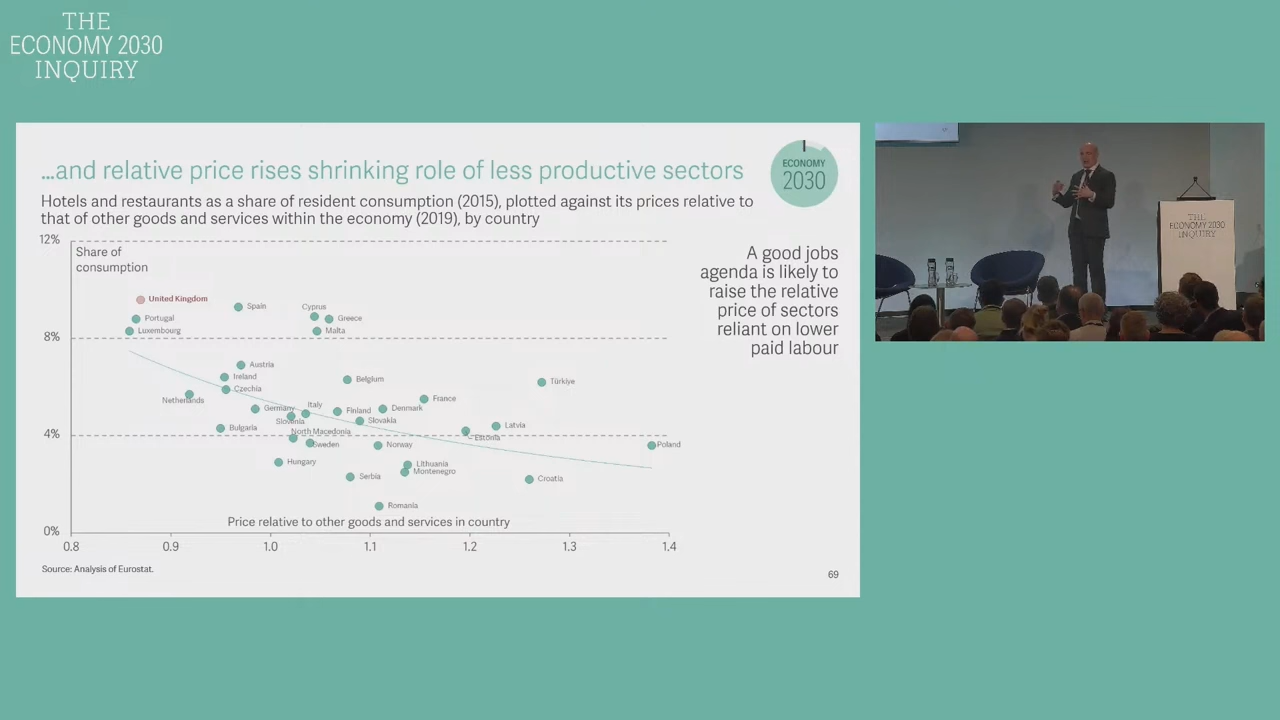 THE
ECONOMY 2030
INQUIRY
...and relative price rises shrinking role of less productive sectors
ECONOMY
2030
Hotels and restaurants as a share of resident consumption (2015), plotted against its prices relative to
that of other goods and services within the economy (2019), by country
12%
Share of
consumption
A good jobs
agenda is likely to
raise the relative
price of sectors
reliant on lower
paid labour
United Kingdom
Spain
Cyprus
Portugal
Greece
Luxembourg
Malta
8%
Austria
Ireland
Belgium
Türkiye
Czechia
Netherlands
France
Germany
Italy
Finland
Denmark
Slovenia
Slovakia
Bulgaria
North Macedonia
Latvia
4%
Estonia
Sweden
Norway
Poland
Hungary
Lithuania
Montenegro
Serbia
Croatia
Romania
Price relative to other goods and services in country
0%
0.8 0.9 1.0 1.1 1.2 1.3 1.4
Source: Analysis of Eurostat.
69
THE
ECONOMY 2030
INQUIRY